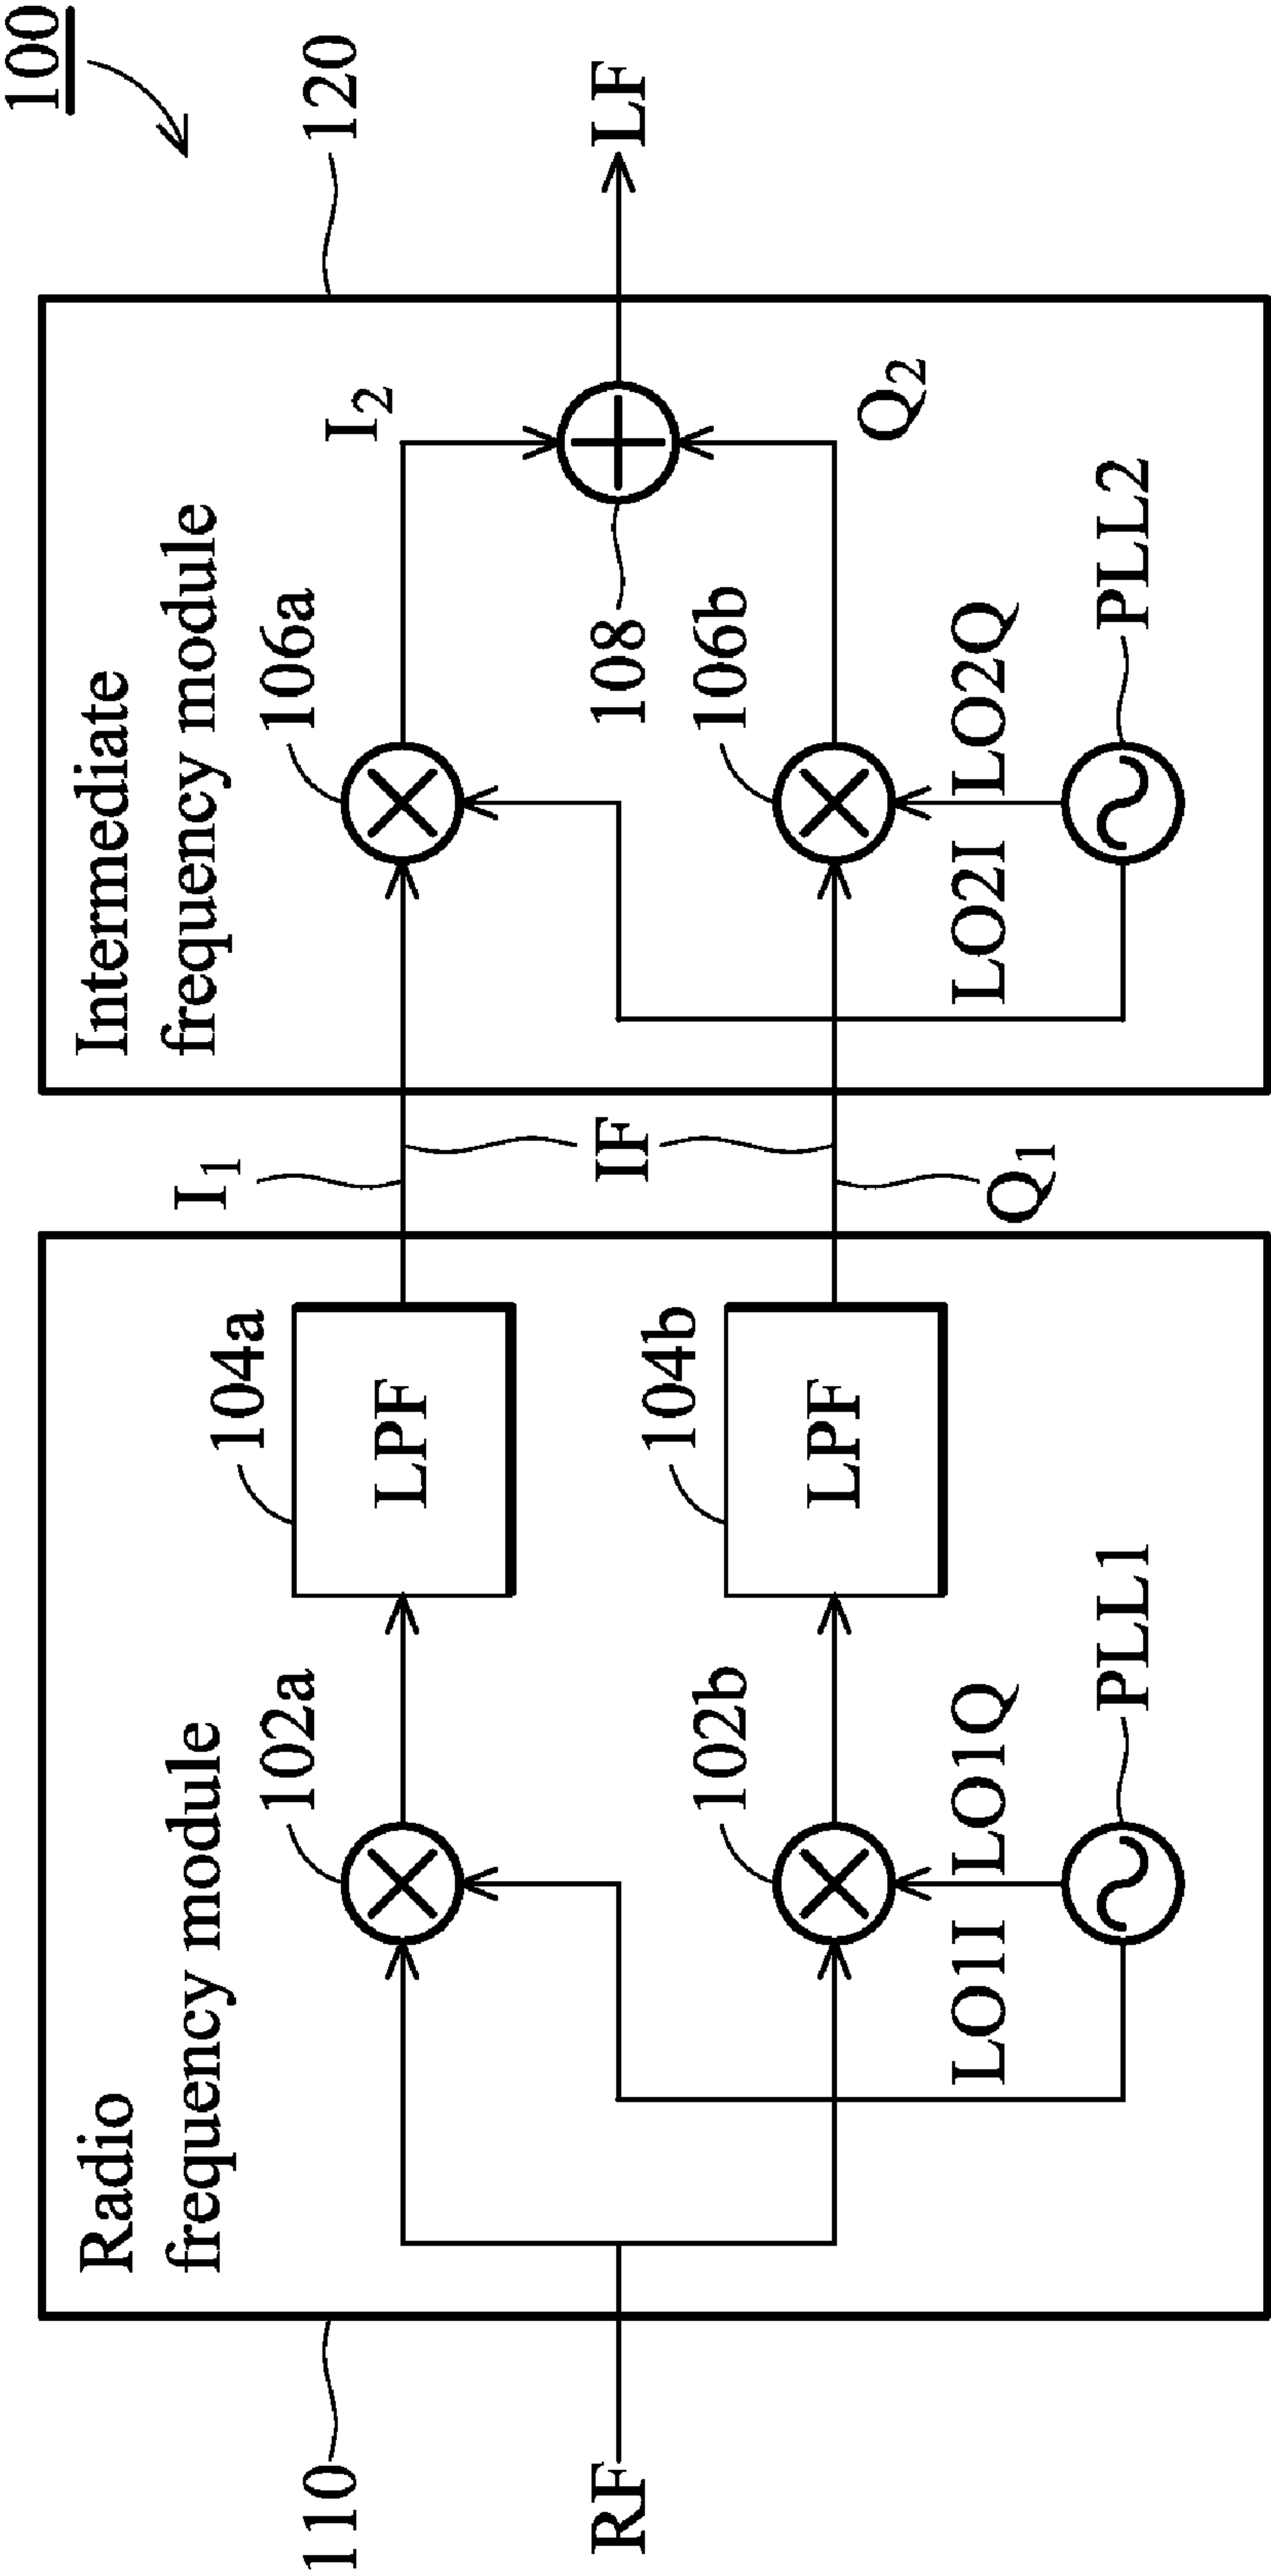 100
110
Radio
frequency module
102a
104a
LPF
102b
104b
LPF
LO1I LO1Q
PLL1
RF
I1
IF
Q1
120
Intermediate
frequency module
106a
I2
108
106b
Q2
LO2I LO2Q
PLL2
LF